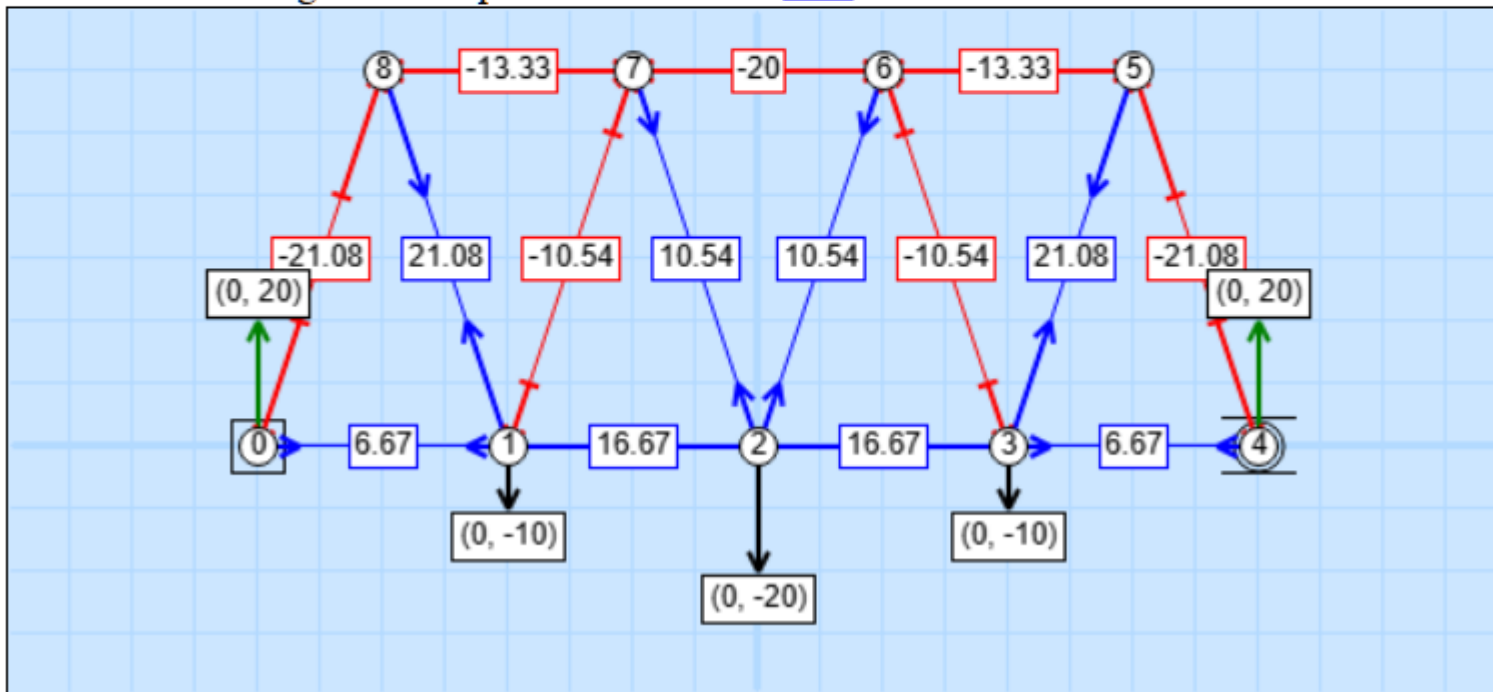 8 -13.33 7 -20 6 -13.33 5
-21.08 21.08 -10.54 10.54 10.54 -10.54 21.08 -21.08
(0, 20) (0, 20)
0 6.67 1 16.67 2 16.67 3 6.67 4
(0, -10) (0, -10)
(0, -20)